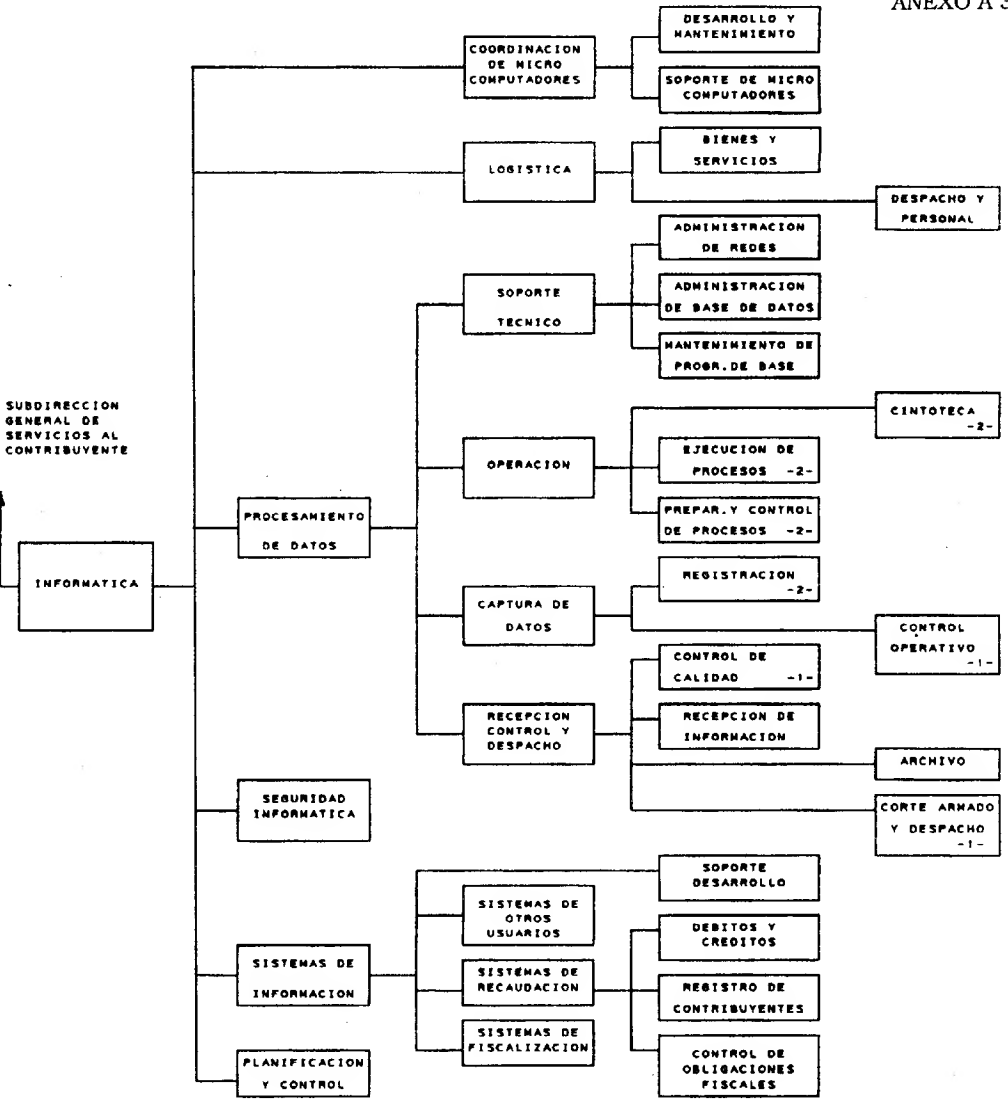 ANEXO A 3
DESARROLLO Y
MANTENIMIENTO
COORDINACION
DE MICRO
COMPUTADORES
SOPORTE DE MICRO
COMPUTADORES
BIENES Y
SERVICIOS
LOGISTICA
DESPACHO Y
PERSONAL
ADMINISTRACION
DE REDES
SOPORTE
TECNICO
ADMINISTRACION
DE BASE DE DATOS
MANTENIMIENTO DE
PROGR.DE BASE
SUBDIRECCION
GENERAL DE
SERVICIOS AL
CONTRIBUYENTE
CINTOTECA
-2-
OPERACION
EJECUCION DE
PROCESOS -2-
PREPAR.Y CONTROL
DE PROCESOS -2-
PROCESAMIENTO
DE DATOS
INFORMATICA
REGISTRACION
-2-
CAPTURA DE
DATOS
CONTROL
OPERATIVO
-1-
CONTROL DE
CALIDAD -1-
RECEPCION
CONTROL Y
DESPACHO
RECEPCION DE
INFORMACION
ARCHIVO
CORTE ARMADO
Y DESPACHO
-1-
SEGURIDAD
INFORMATICA
SOPORTE
DESARROLLO
SISTEMAS DE
OTROS
USUARIOS
DEBITOS Y
CREDITOS
SISTEMAS DE
INFORMACION
SISTEMAS DE
RECAUDACION
REGISTRO DE
CONTRIBUYENTES
SISTEMAS DE
FISCALIZACION
CONTROL DE
OBLIGACIONES
FISCALES
PLANIFICACION
Y CONTROL